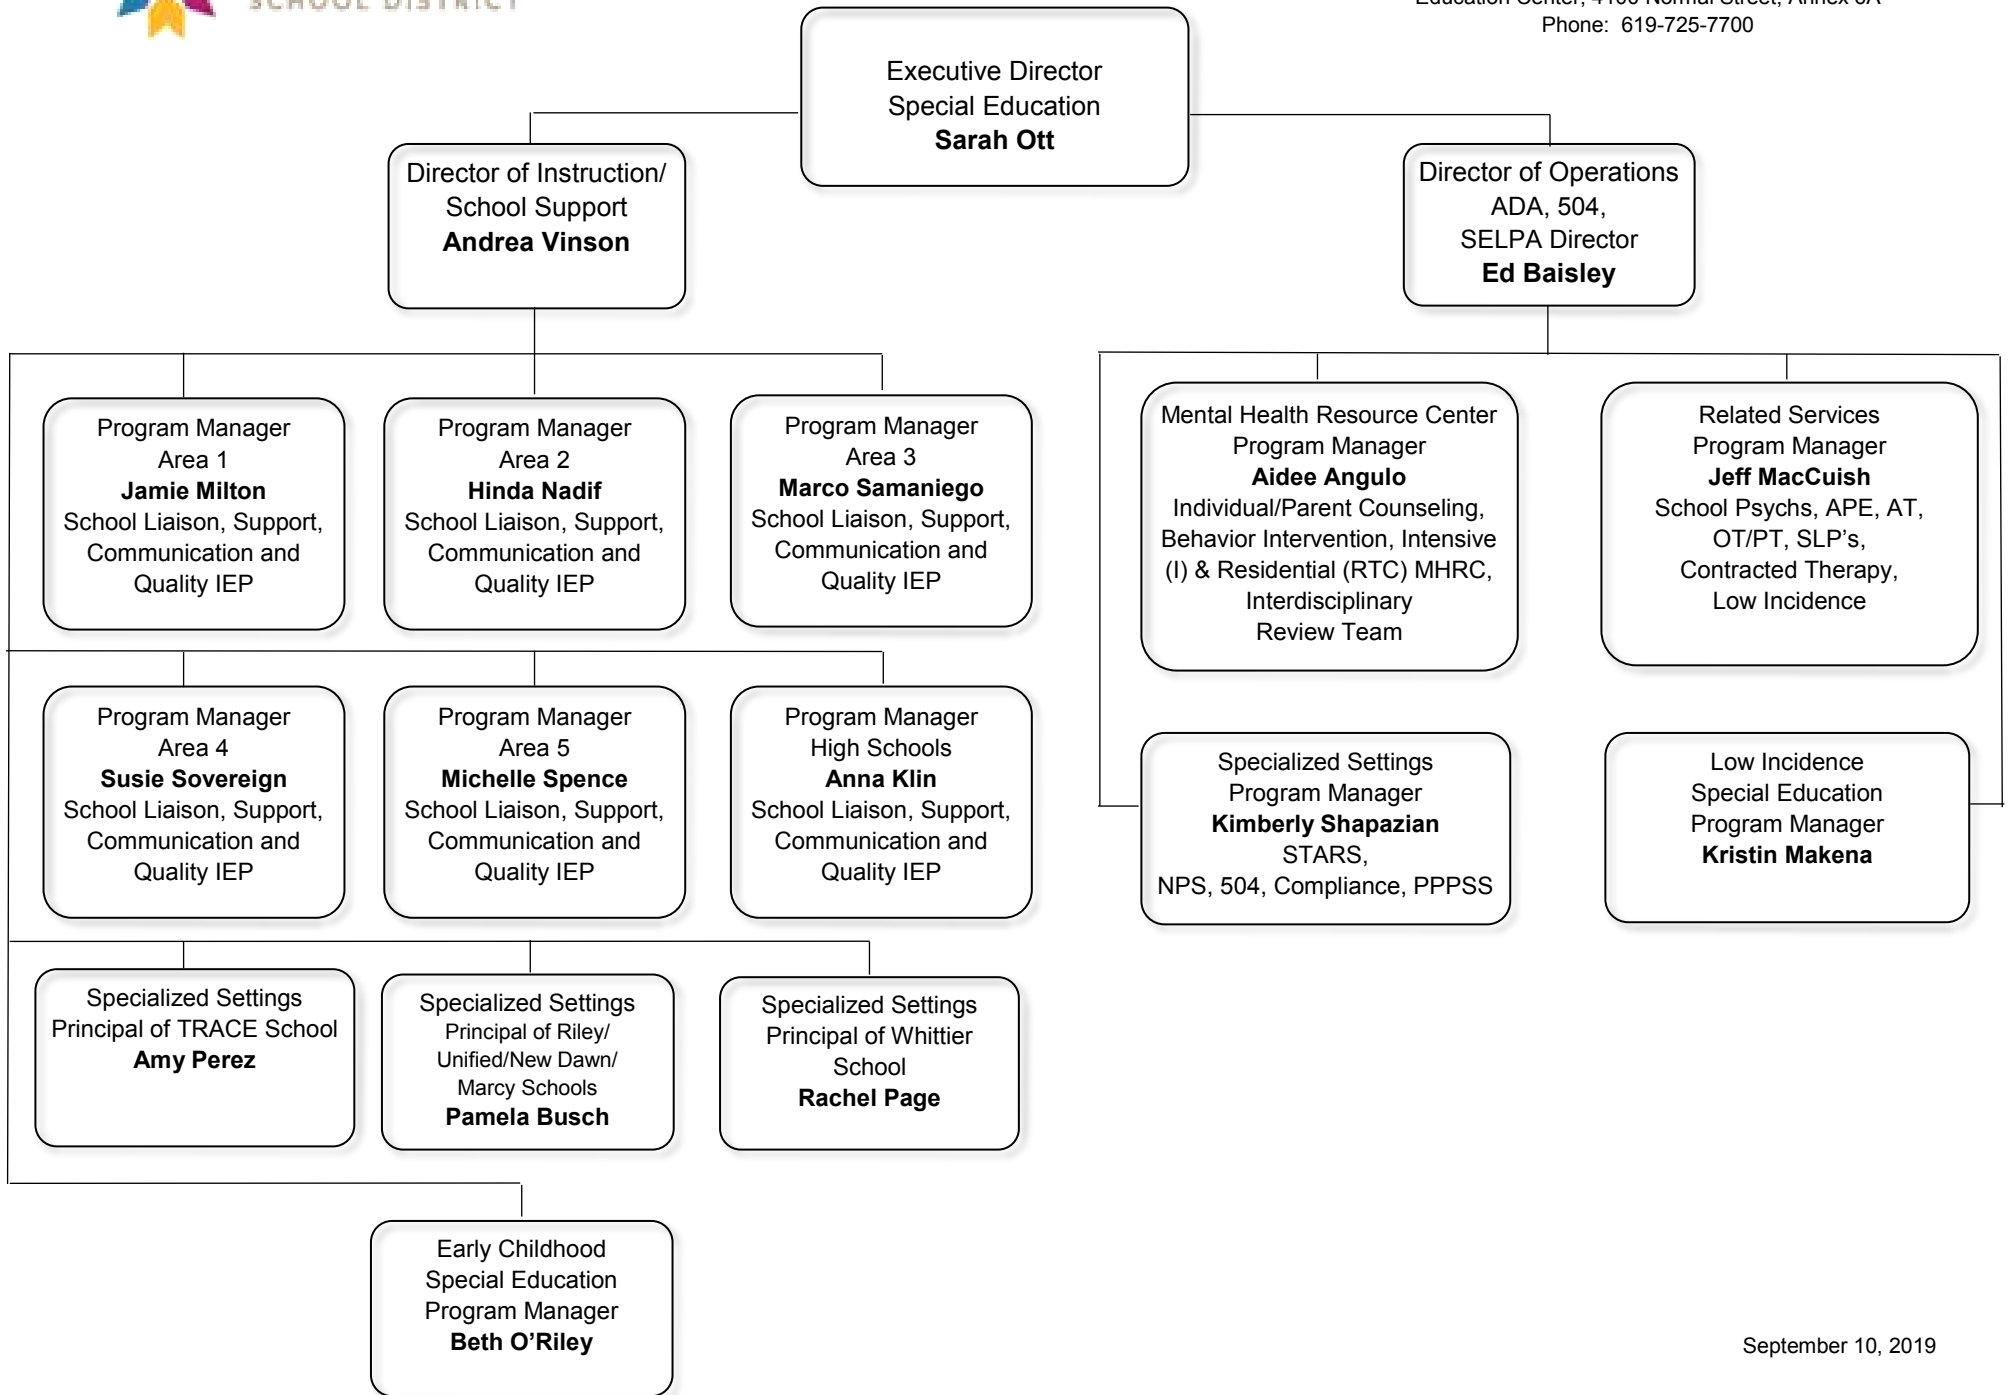 SCHOOL DISTRICT
Phone: 619-725-7700
Executive Director
Special Education
Sarah Ott
Director of Instruction/
School Support
Andrea Vinson
Director of Operations
ADA, 504,
SELPA Director
Ed Baisley
Program Manager
Area 1
Jamie Milton
School Liaison, Support,
Communication and
Quality IEP
Program Manager
Area 2
Hinda Nadif
School Liaison, Support,
Communication and
Quality IEP
Program Manager
Area 3
Marco Samaniego
School Liaison, Support,
Communication and
Quality IEP
Mental Health Resource Center
Program Manager
Aidee Angulo
Individual/Parent Counseling,
Behavior Intervention, Intensive
(I) & Residential (RTC) MHRC,
Interdisciplinary
Review Team
Related Services
Program Manager
Jeff MacCuish
School Psychs, APE, AT,
OT/PT, SLP's,
Contracted Therapy,
Low Incidence
Program Manager
Area 4
Susie Sovereign
School Liaison, Support,
Communication and
Quality IEP
Program Manager
Area 5
Michelle Spence
School Liaison, Support,
Communication and
Quality IEP
Program Manager
High Schools
Anna Klin
School Liaison, Support,
Communication and
Quality IEP
Specialized Settings
Program Manager
Kimberly Shapazian
STARS,
NPS, 504, Compliance, PPPSS
Low Incidence
Special Education
Program Manager
Kristin Makena
Specialized Settings
Principal of TRACE School
Amy Perez
Specialized Settings
Principal of Riley/
Unified/New Dawn/
Marcy Schools
Pamela Busch
Specialized Settings
Principal of Whittier
School
Rachel Page
Early Childhood
Special Education
Program Manager
Beth O’Riley
September 10, 2019